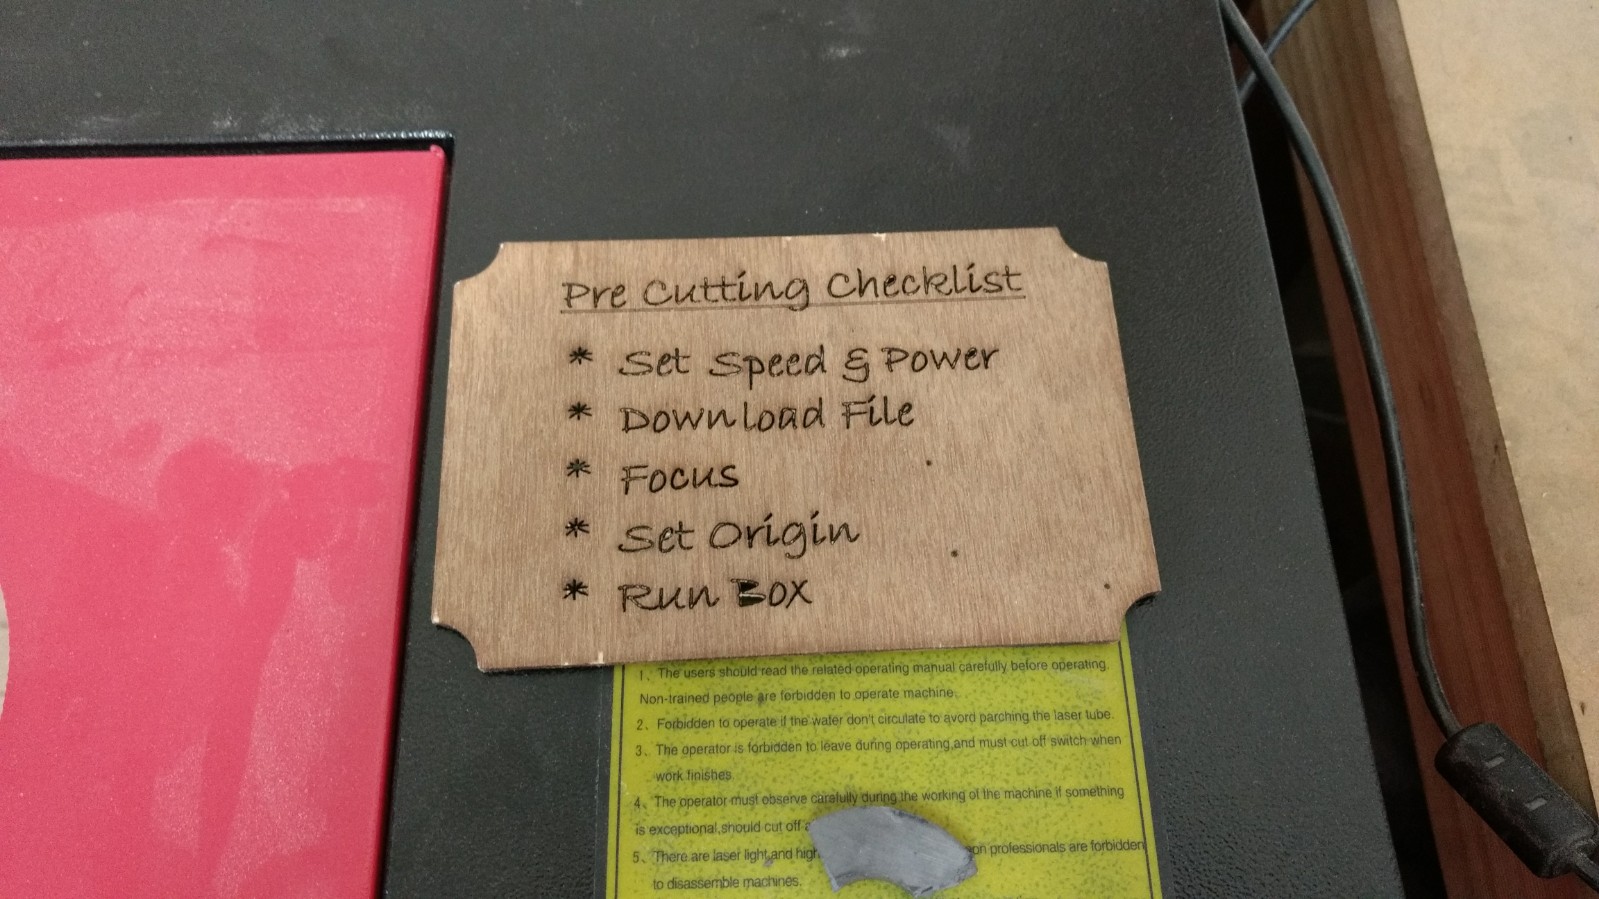 Pre Cutting Checklist
* Set Speed & Power
* Download File
* Focus
* Set Origin
* Run Box
1、The users should read the related operating manual carefully before operating.
Non-trained people are forbidden to operate machine.
2、Forbidden to operate if the water don't circulate to avord parching the laser tube.
3、The operator is forbidden to leave during operating,and must cut off switch when
work finishes
4、The operator must observe carefully during the working of the machine if something
is exceptional,should cut off
5、There are laser light,and high professionals are forbidden
to disassemble machines.